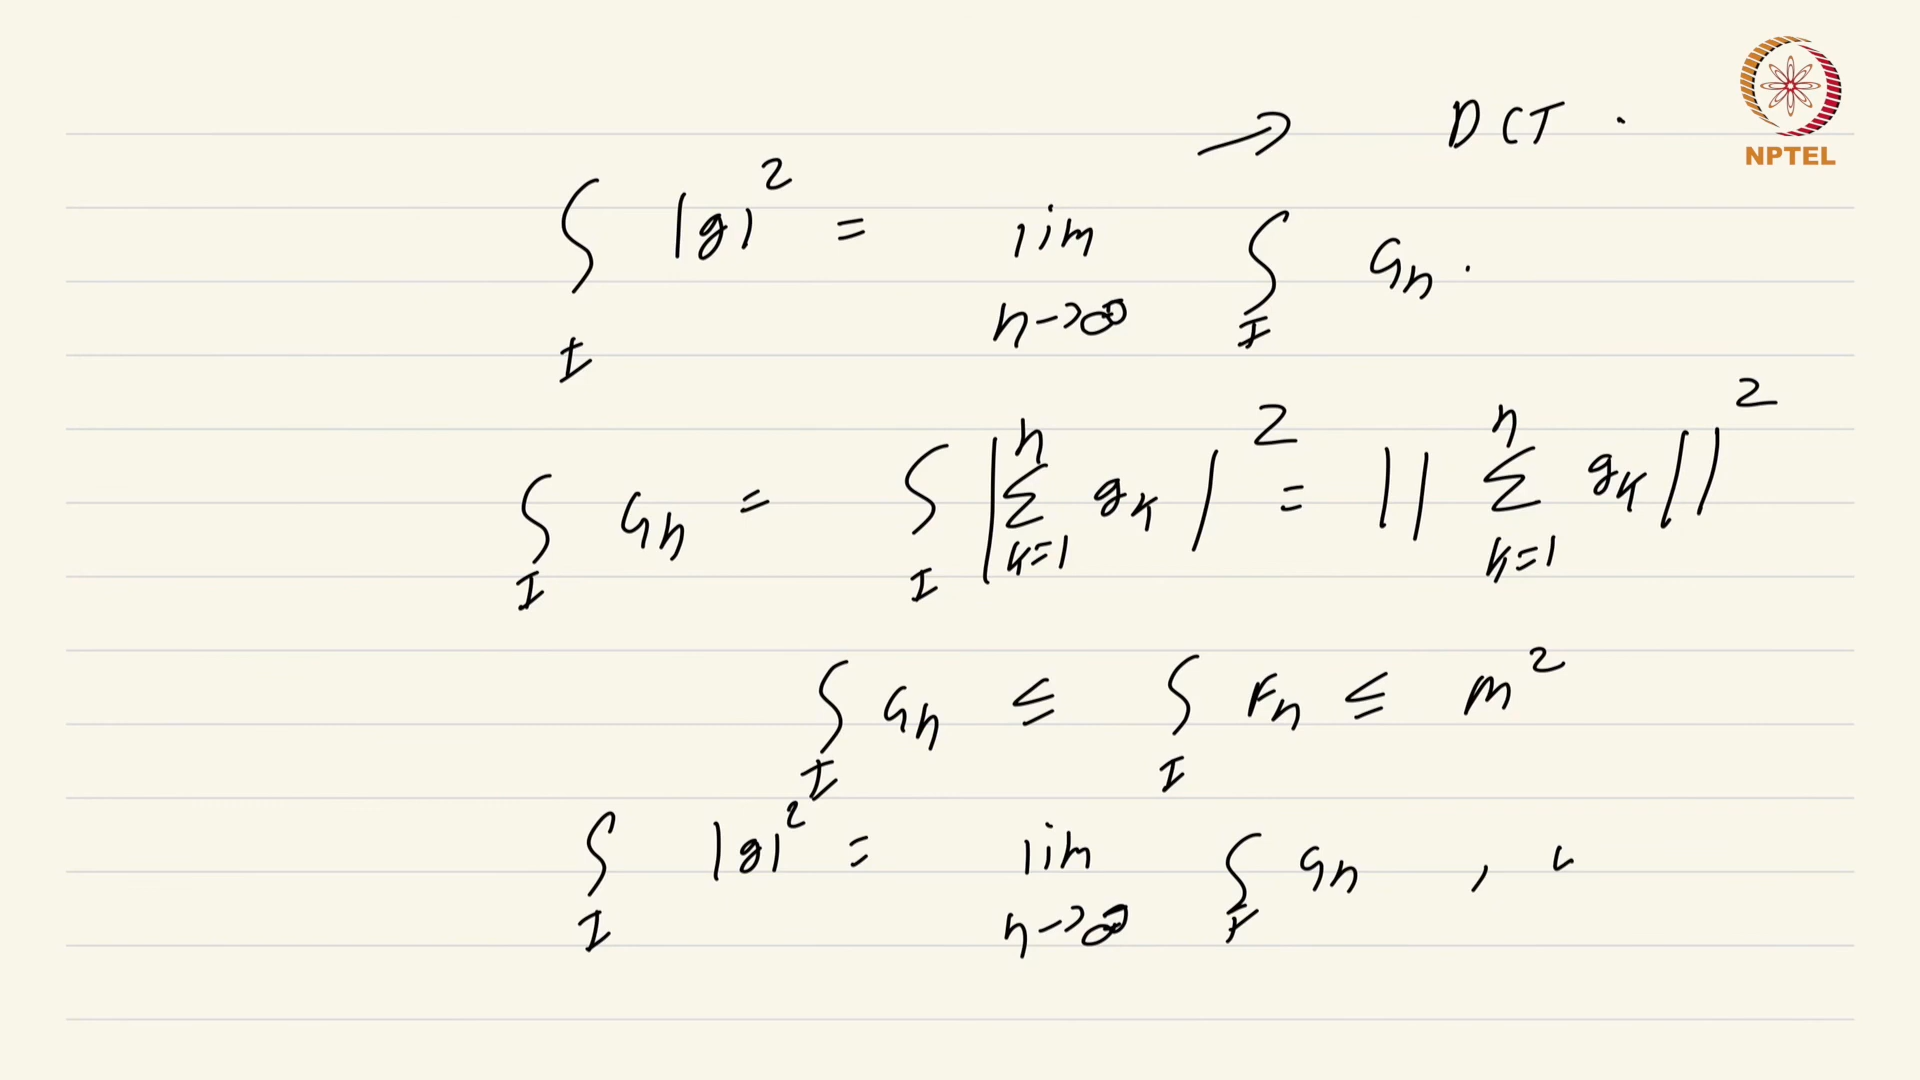 → DCT .
NPTEL
∫_I |g|^2 = lim_{n→∞} ∫_I G_n .
∫_I G_n = ∫_I |∑_{k=1}^n g_k|^2 = ||∑_{k=1}^n g_k||^2
∫_I G_n ≤ ∫_I F_n ≤ m^2
∫_I |g|^2 = lim_{n→∞} ∫_I G_n ,